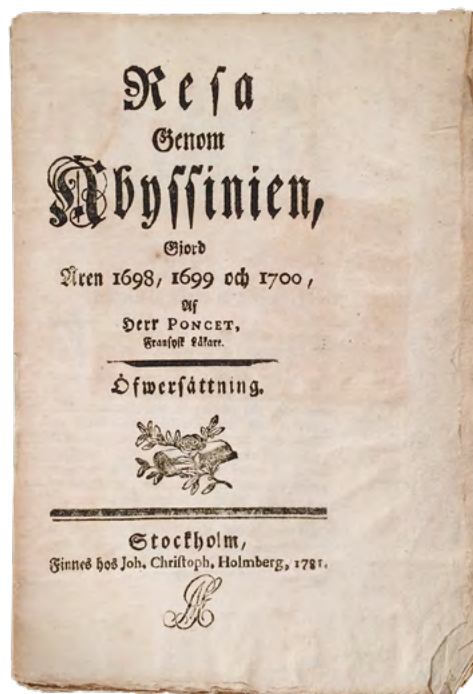 Resa
Genom
Abyssinien,
Gjord
Åren 1698, 1699 och 1700,
Af
Herr PONCET,
Fransysk Läkare.
Öfwersättning.
Stockholm,
Finnes hos Joh. Christoph. Holmberg, 1781.